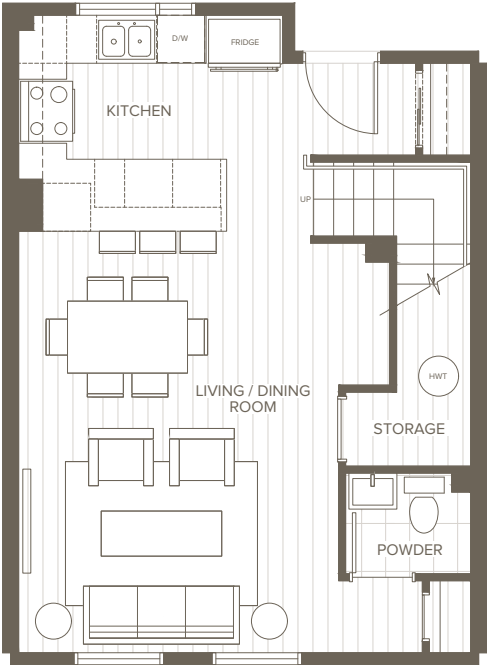 D/W
FRIDGE
KITCHEN
UP
HWT
LIVING / DINING
ROOM
STORAGE
POWDER